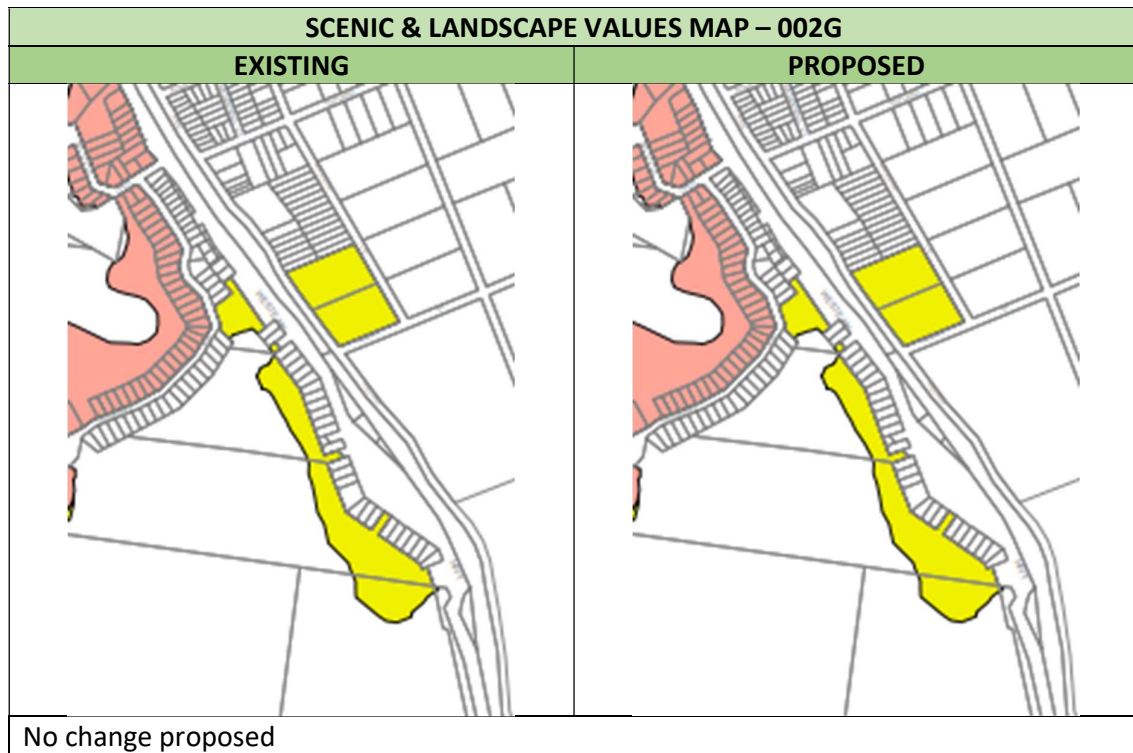 SCENIC & LANDSCAPE VALUES MAP – 002G
EXISTING
PROPOSED
No change proposed